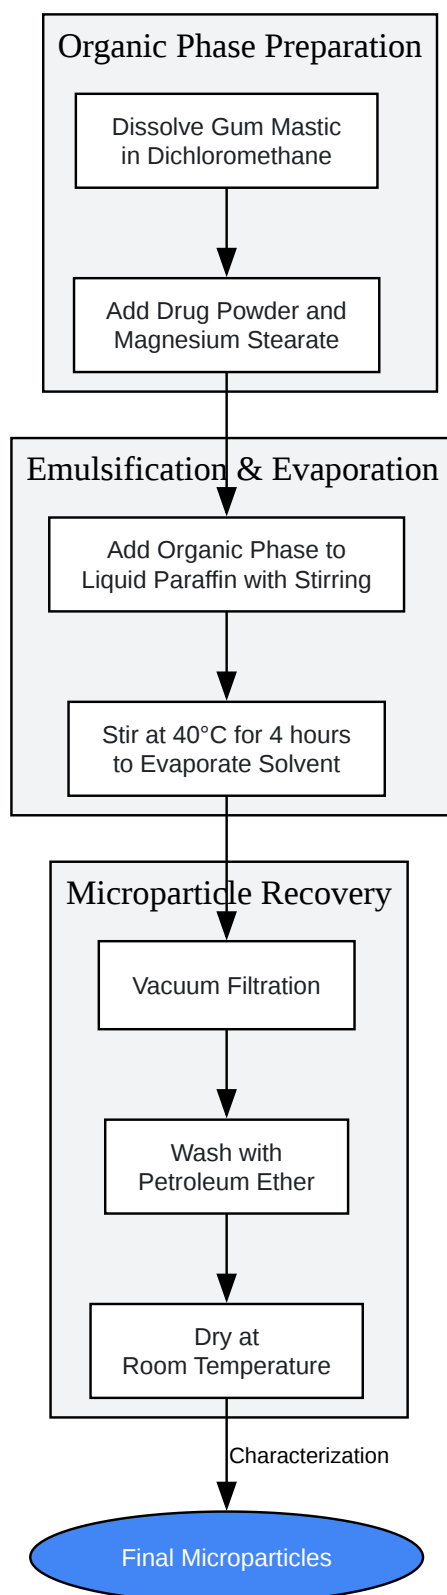 Organic Phase Preparation
Dissolve Gum Mastic
in Dichloromethane
Add Drug Powder and
Magnesium Stearate
Emulsification & Evaporation
Add Organic Phase to
Liquid Paraffin with Stirring
Stir at 40°C for 4 hours
to Evaporate Solvent
Microparticle Recovery
Vacuum Filtration
Wash with
Petroleum Ether
Dry at
Room Temperature
Characterization
Final Microparticles